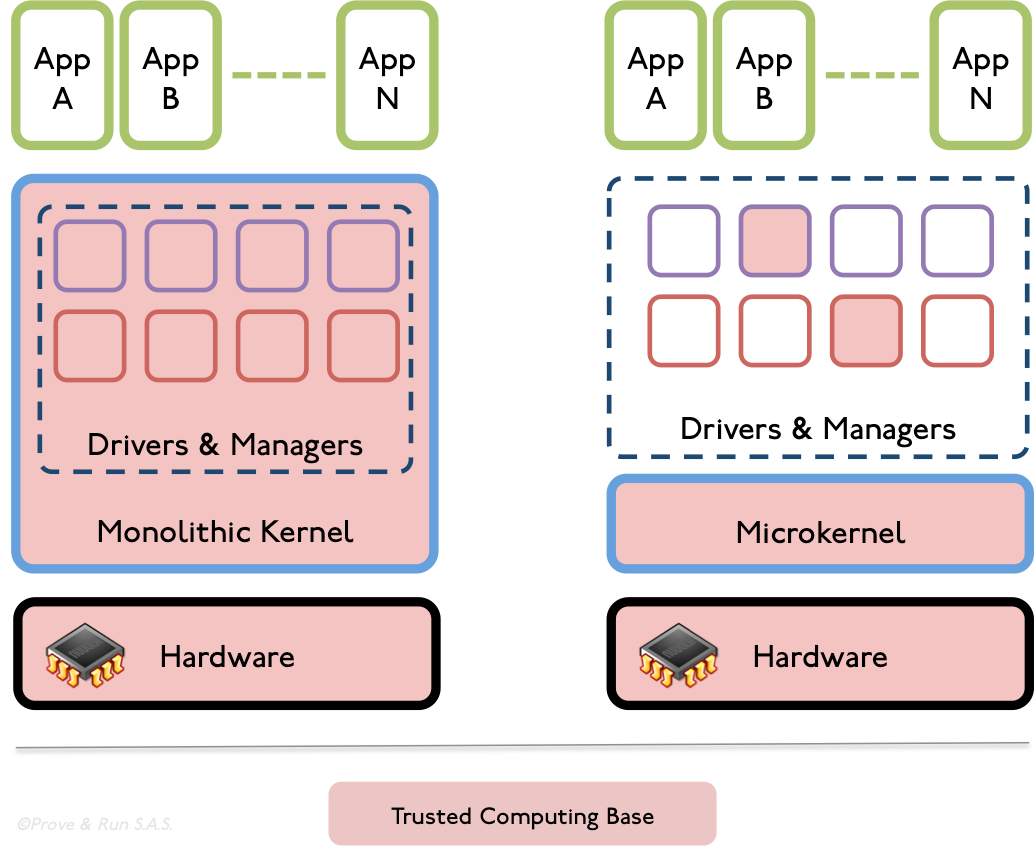 App
A
App
B
App
N
App
A
App
B
App
N
Drivers & Managers
Monolithic Kernel
Drivers & Managers
Microkernel
Hardware
Hardware
Trusted Computing Base
©Prove & Run S.A.S.